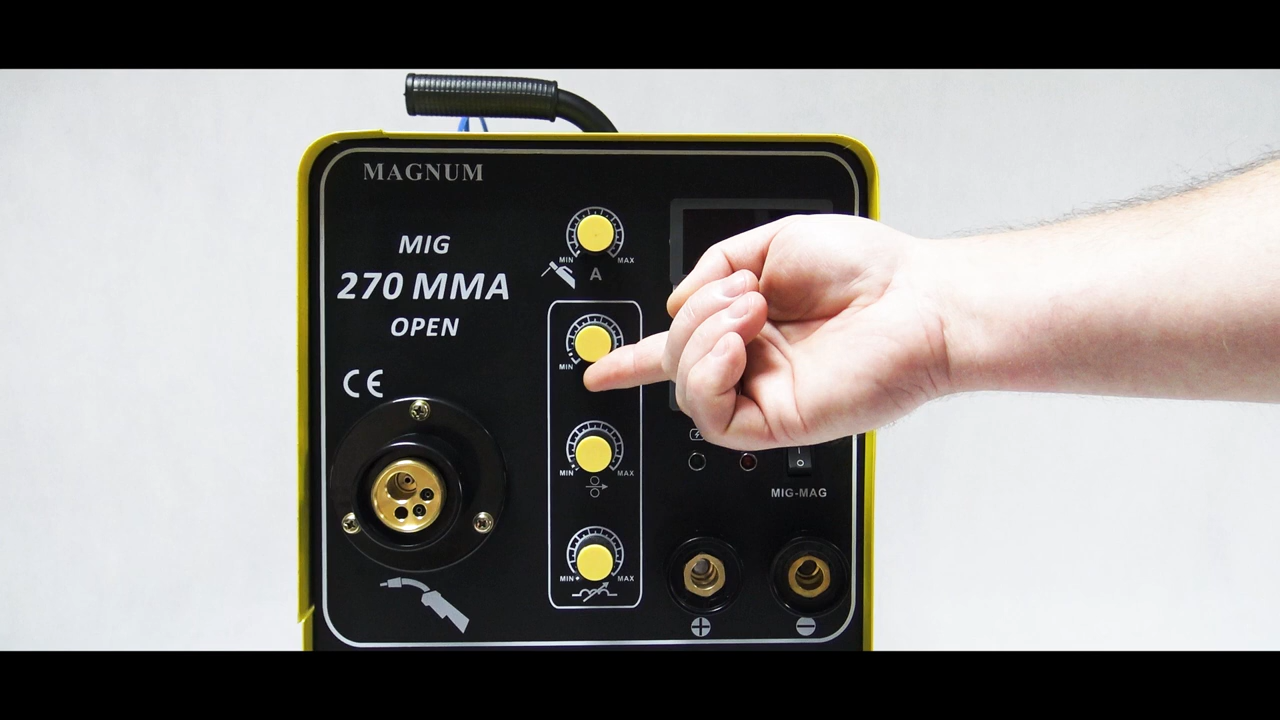 MAGNUM
MIG
270 MMA
OPEN
CE
MIN MAX
A
MIN
MIN MAX
MIN MAX
I
O
MIG-MAG
+
−